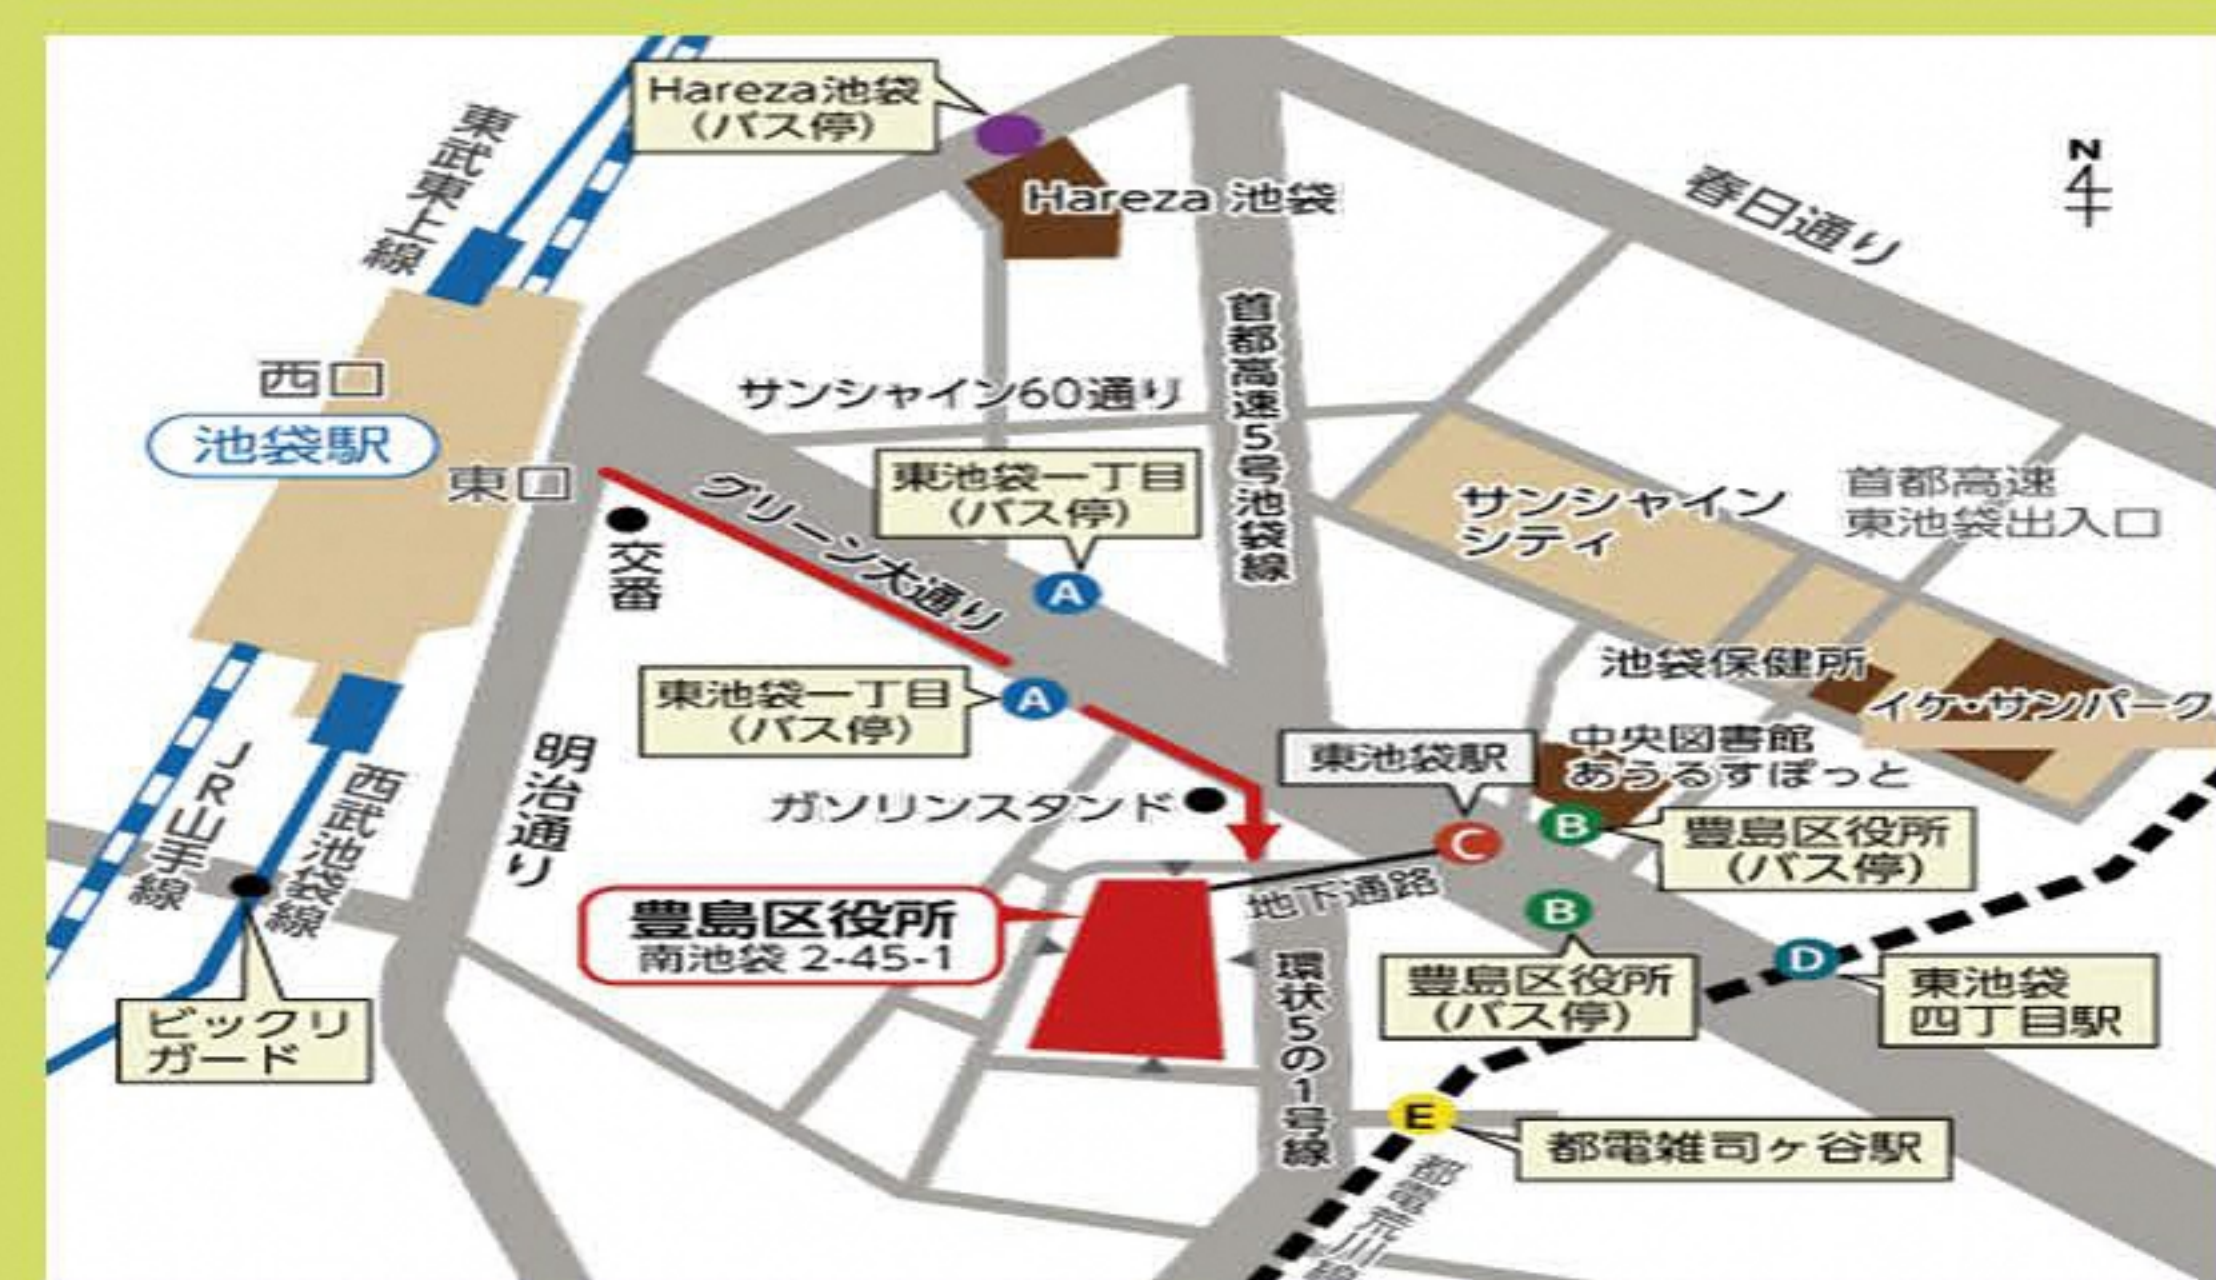 Hareza池袋
(バス停)
東武東上線
Hareza 池袋
N
春日通り
首都高速5号池袋線
西口
池袋駅
東口
サンシャイン60通り
東池袋一丁目
(バス停)
A
グリーン大通り
交番
サンシャイン
シティ
首都高速
東池袋出入口
池袋保健所
イケ・サンパーク
東池袋一丁目
(バス停)
A
明治通り
東池袋駅
中央図書館
あうるすぽっと
ガソリンスタンド
C
B
豊島区役所
(バス停)
JR山手線
西武池袋線
豊島区役所
南池袋 2-45-1
地下通路
B
豊島区役所
(バス停)
D
東池袋
四丁目駅
環状5の1号線
ビックリ
ガード
E
都電雑司ヶ谷駅
都電荒川線